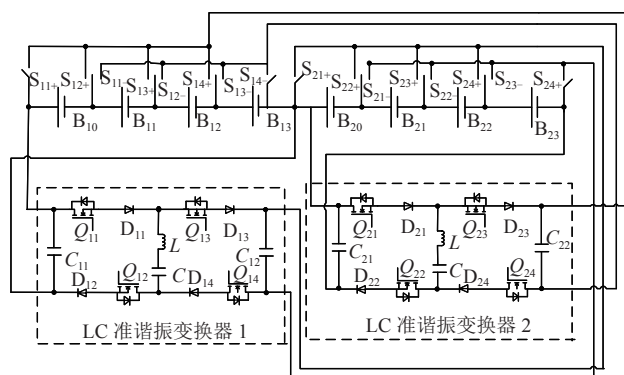 S11+ S12+ S11− S13+ S12− S14+ S13− S14− S21+ S22+ S21− S23+ S22− S24+ S23− S24−
B10 B11 B12 B13 B20 B21 B22 B23
Q11 D11 Q13 D13 Q21 D21 Q23 D23
C11 L C12 C21 L C22
D12 Q12 C D14 Q14 D22 Q22 C D24 Q24
LC 准谐振变换器 1 LC 准谐振变换器 2